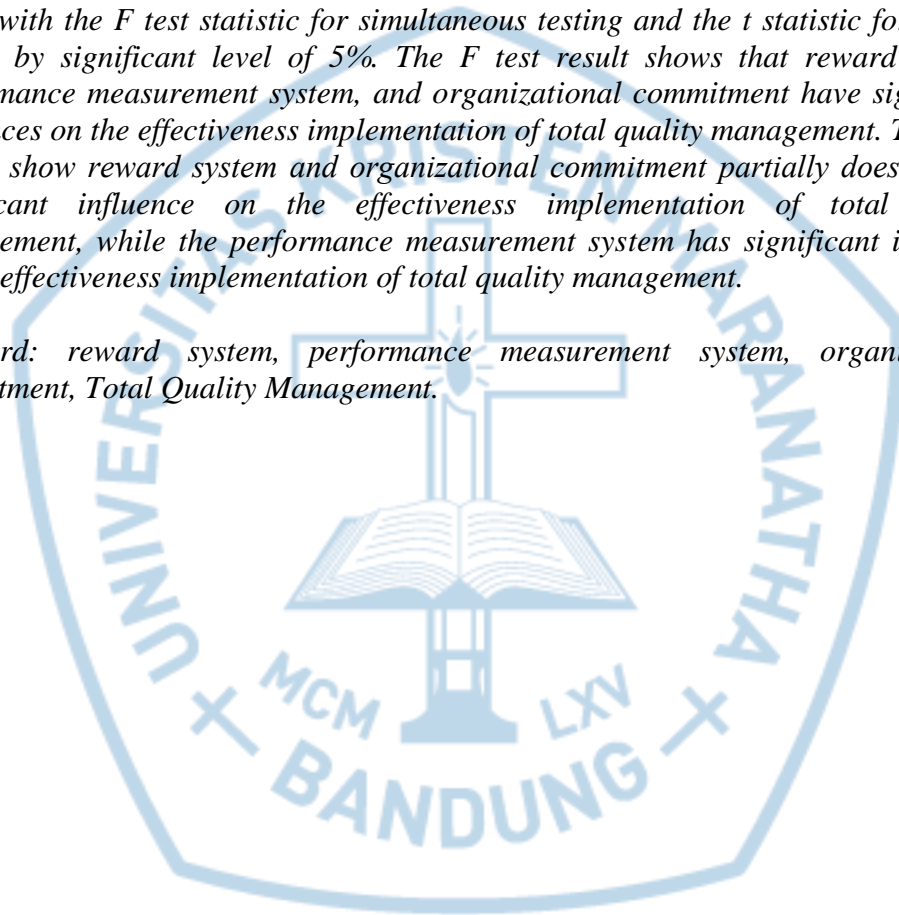 with the F test statistic for simultaneous testing and the t statistic fo
by significant level of 5%. The F test result shows that reward
mance measurement system, and organizational commitment have sig
ces on the effectiveness implementation of total quality management. T
show reward system and organizational commitment partially does
cant influence on the effectiveness implementation of total
ement, while the performance measurement system has significant i
effectiveness implementation of total quality management.
rd: reward system, performance measurement system, organ
tment, Total Quality Management.
UNIVERSITAS KRISTEN MARANATHA
MCM LXV
BANDUNG